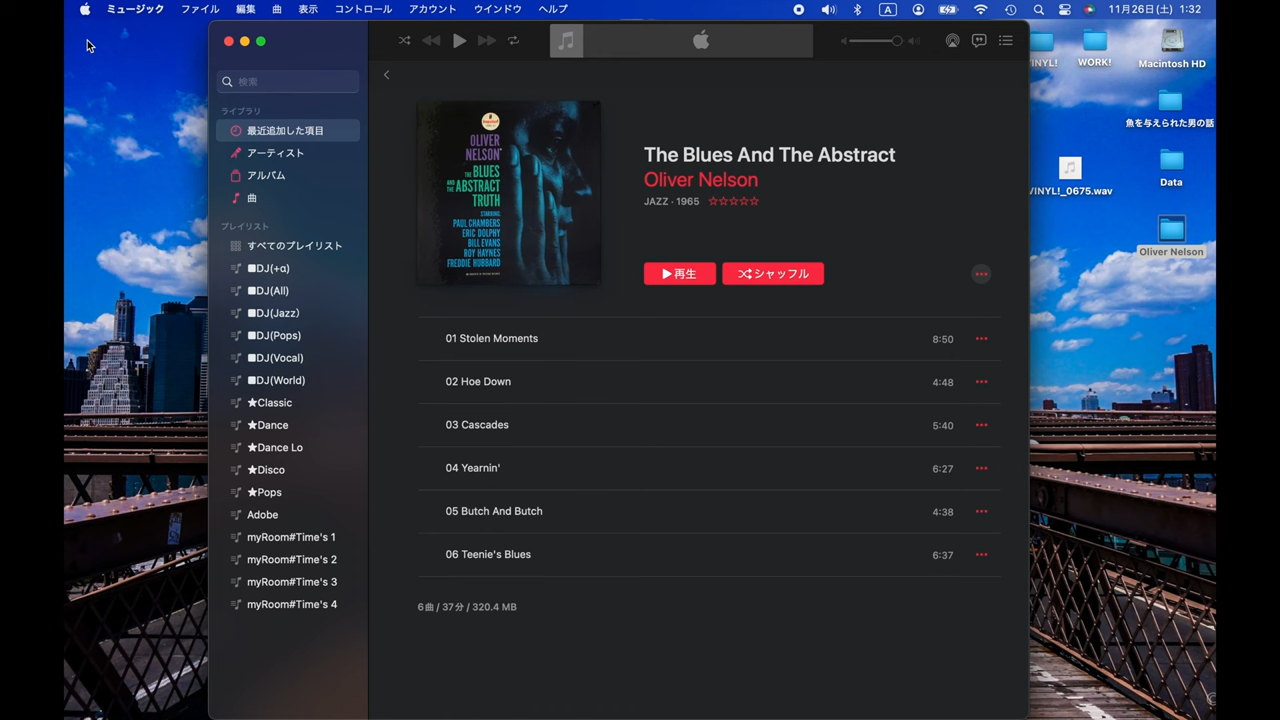 ミュージック ファイル 編集 曲 表示 コントロール アカウント ウインドウ ヘルプ
A 11月26日(土) 1:32
検索
ライブラリ
最近追加した項目
アーティスト
アルバム
曲
プレイリスト
すべてのプレイリスト
■DJ(+α)
■DJ(All)
■DJ(Jazz)
■DJ(Pops)
■DJ(Vocal)
■DJ(World)
★Classic
★Dance
★Dance Lo
★Disco
★Pops
Adobe
myRoom#Time's 1
myRoom#Time's 2
myRoom#Time's 3
myRoom#Time's 4
OLIVER
NELSON
THE BLUES
AND THE ABSTRACT
TRUTH
STARRING:
PAUL CHAMBERS
ERIC DOLPHY
BILL EVANS
ROY HAYNES
FREDDIE HUBBARD
The Blues And The Abstract
Oliver Nelson
JAZZ · 1965 ☆☆☆☆☆
再生
シャッフル
01 Stolen Moments 8:50
02 Hoe Down 4:48
03 Cascades 5:40
04 Yearnin' 6:27
05 Butch And Butch 4:38
06 Teenie's Blues 6:37
6曲 / 37分 / 320.4 MB
VINYL!
WORK!
Macintosh HD
魚を与えられた男の話
VINYL!_0675.wav
Data
Oliver Nelson